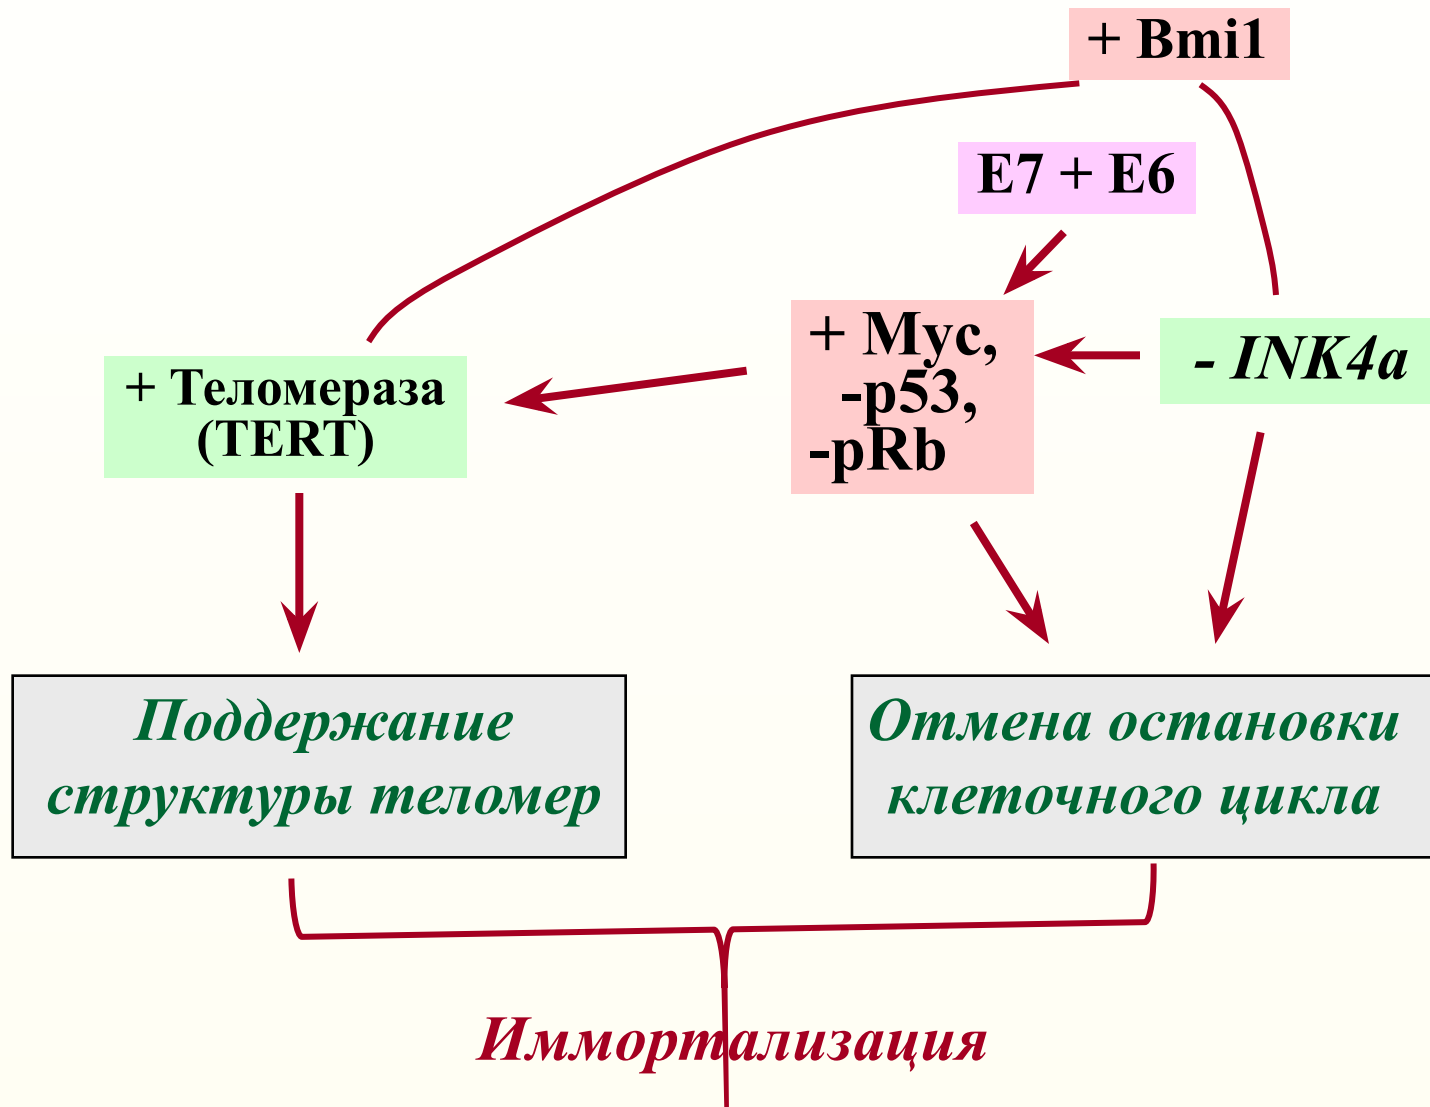 + Bmi1
E7 + E6
+ Myc,
-p53,
-pRb
- INK4a
+ Теломераза
(TERT)
Поддержание
структуры теломер
Отмена остановки
клеточного цикла
Иммортализация